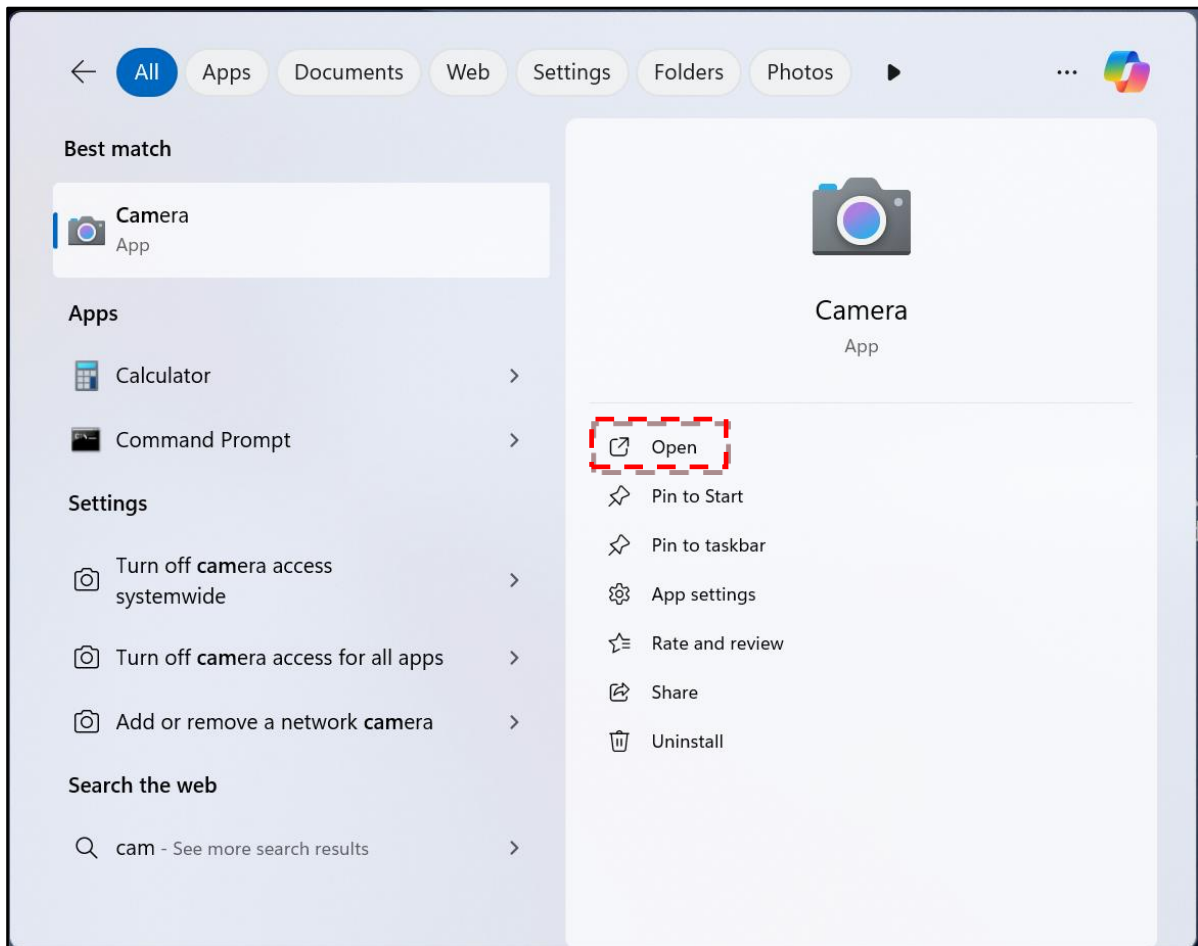 All
Apps
Documents
Web
Settings
Folders
Photos
...
Best match
Camera
App
Apps
Calculator
Command Prompt
Settings
Turn off camera access
systemwide
Turn off camera access for all apps
Add or remove a network camera
Search the web
cam - See more search results
Camera
App
Open
Pin to Start
Pin to taskbar
App settings
Rate and review
Share
Uninstall